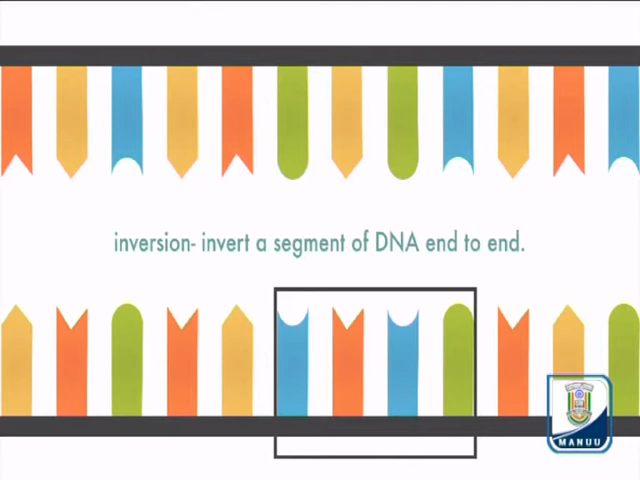 inversion- invert a segment of DNA end to end.
MANUU